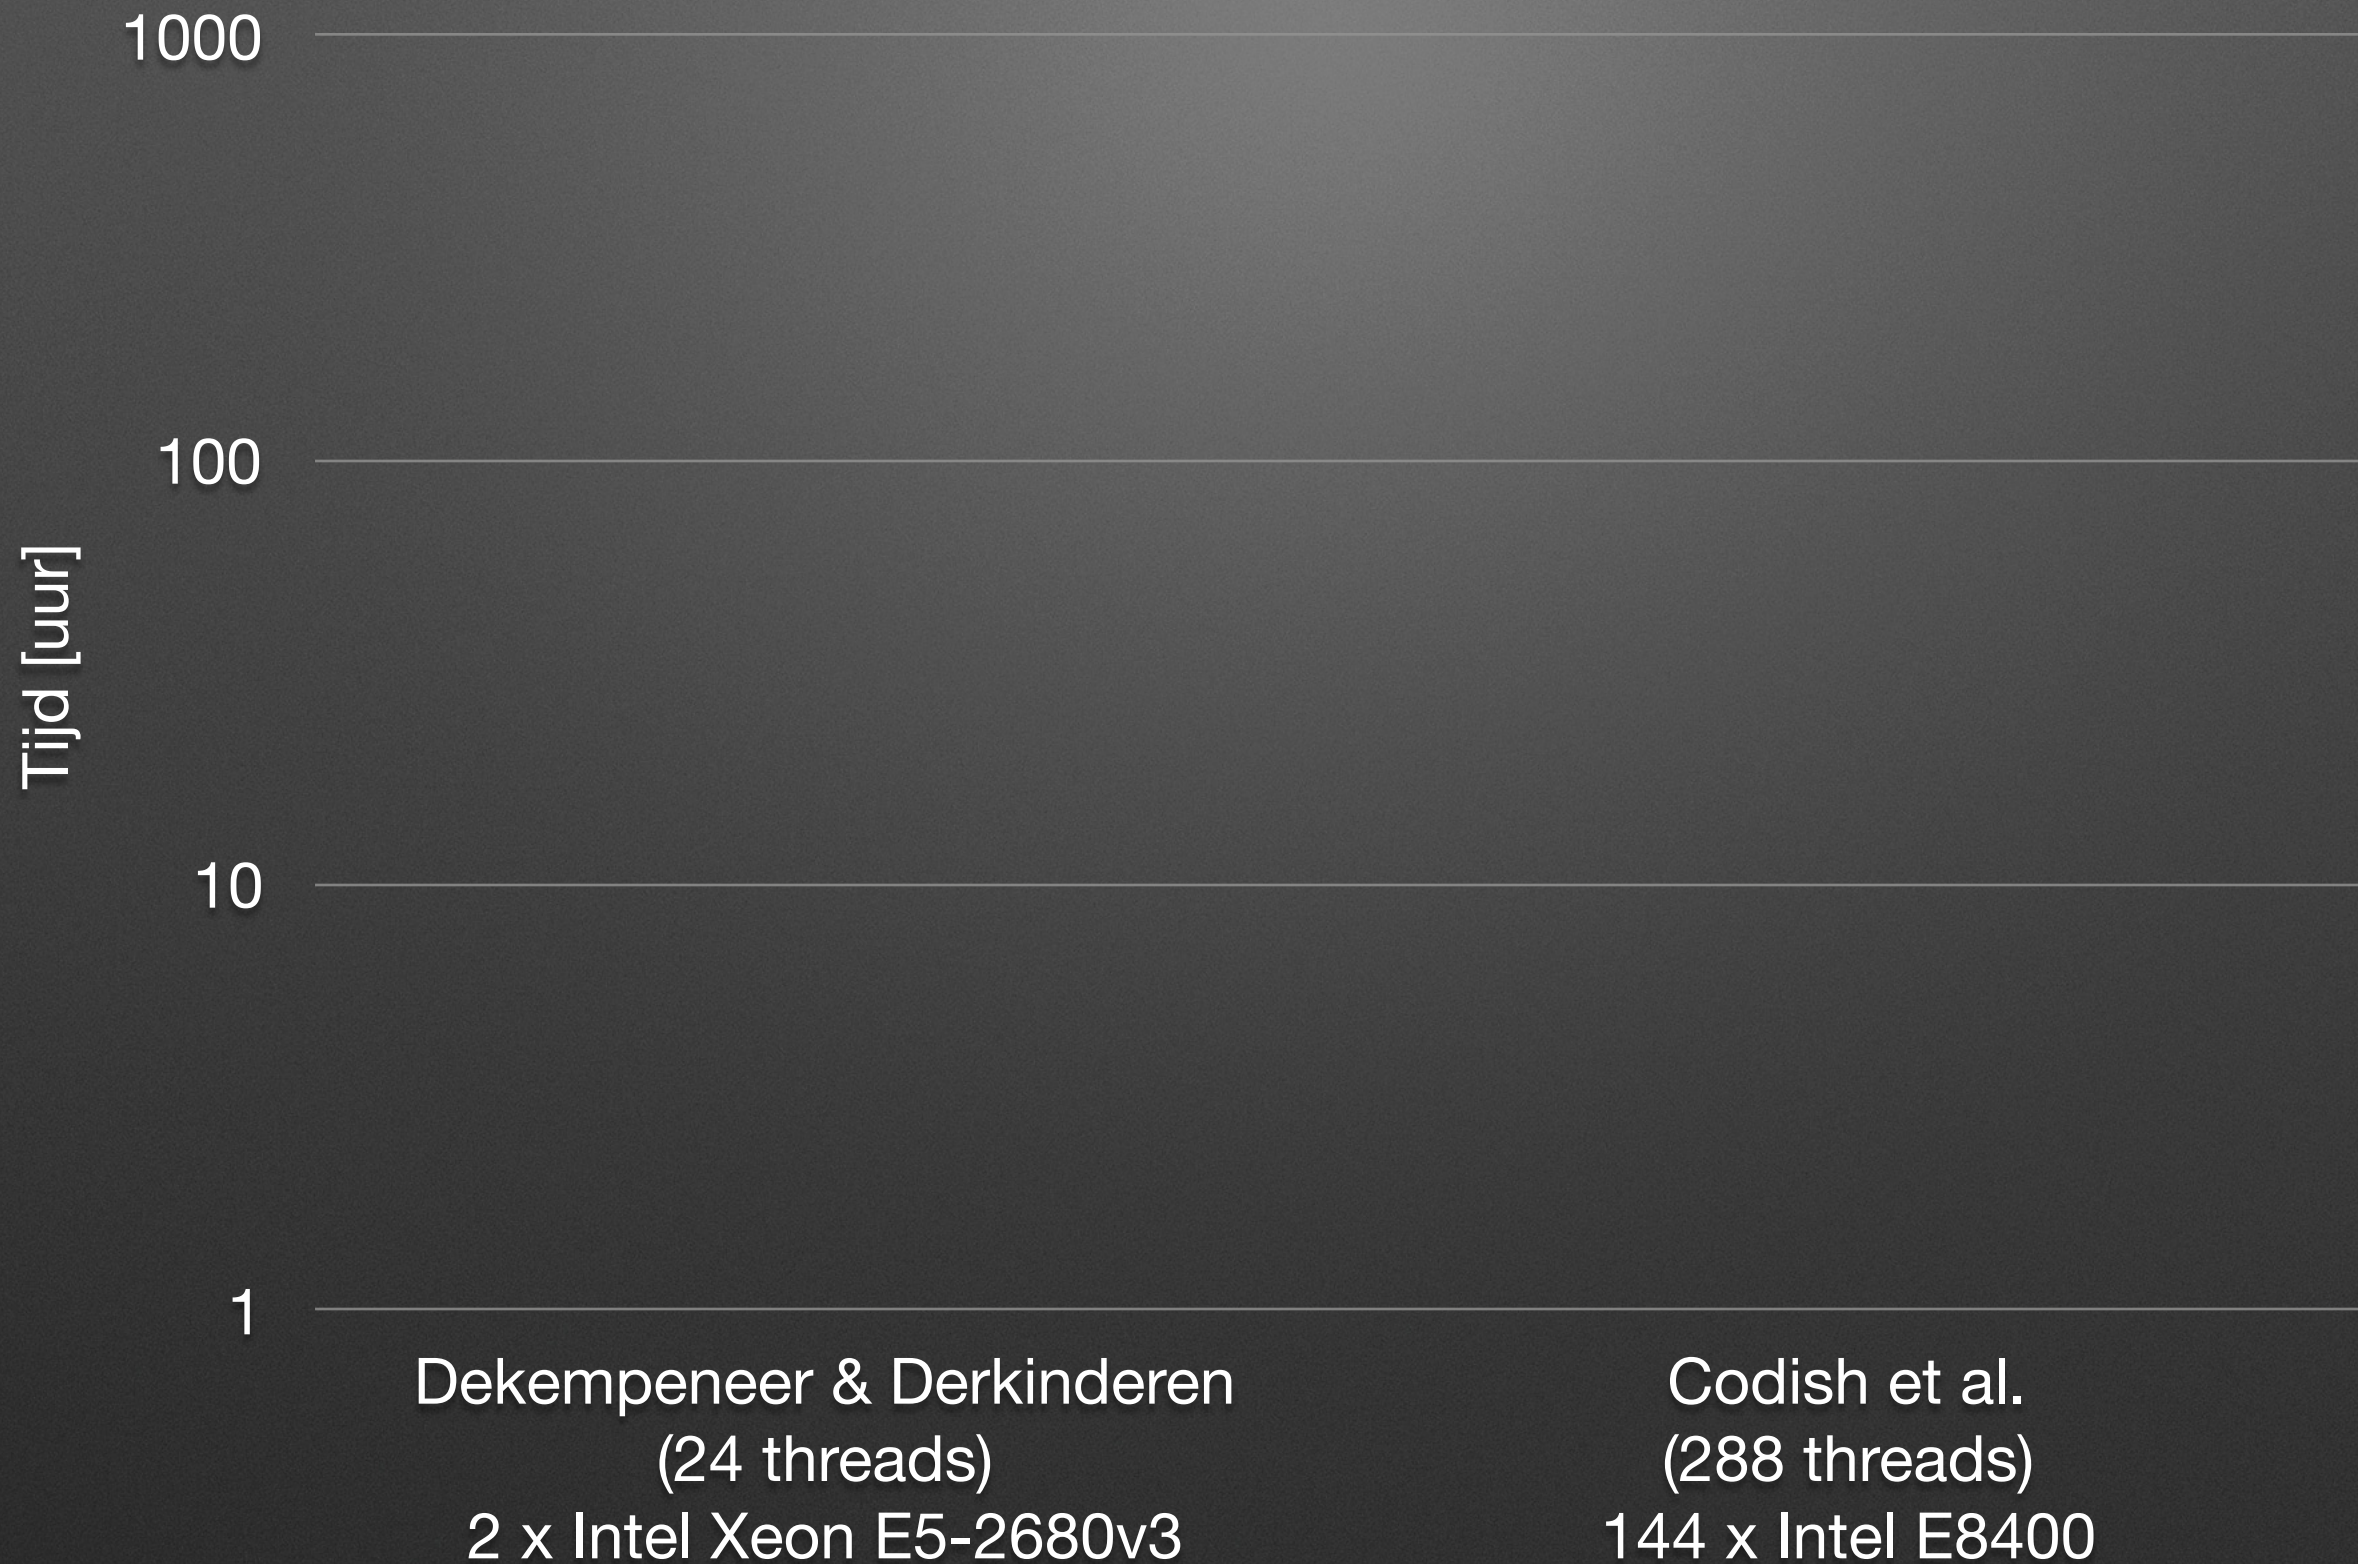 1000
100
Tijd [uur]
10
1
Dekempeneer & Derkinderen
(24 threads)
2 x Intel Xeon E5-2680v3
Codish et al.
(288 threads)
144 x Intel E8400